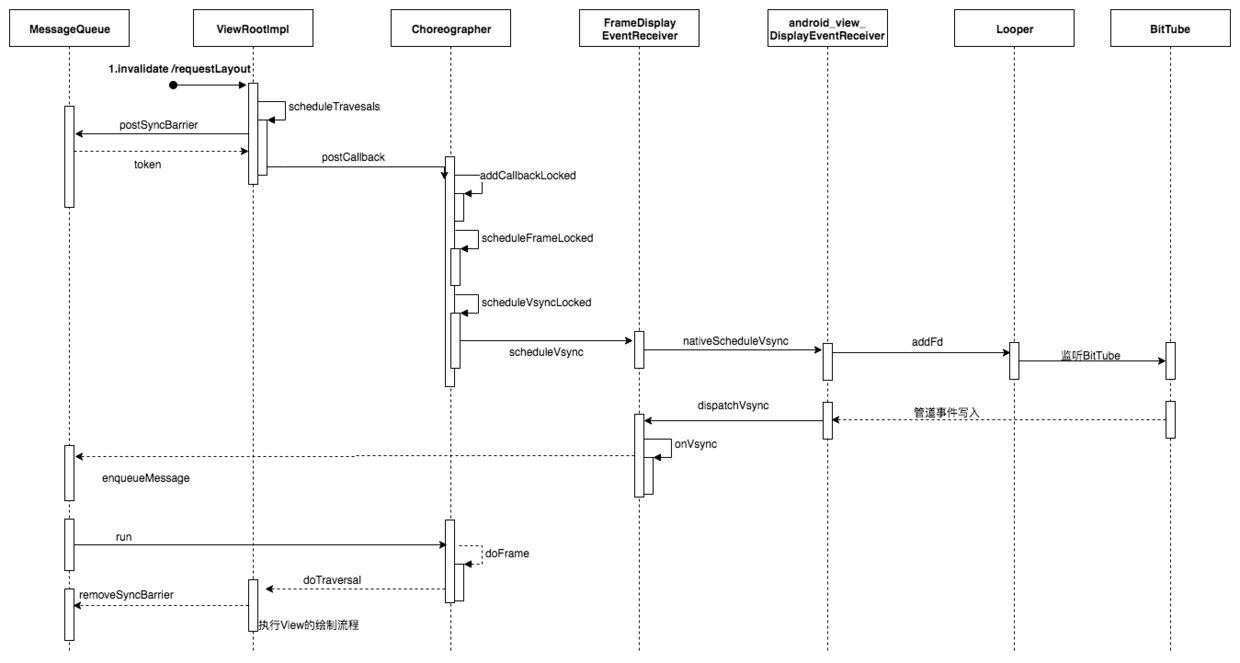 MessageQueue
ViewRootImpl
Choreographer
FrameDisplay
EventReceiver
android_view_
DisplayEventReceiver
Looper
BitTube
1.invalidate /requestLayout
scheduleTravesals
postSyncBarrier
token
postCallback
addCallbackLocked
scheduleFrameLocked
scheduleVsyncLocked
scheduleVsync
nativeScheduleVsync
addFd
监听BitTube
dispatchVsync
管道事件写入
onVsync
enqueueMessage
run
doFrame
doTraversal
removeSyncBarrier
执行View的绘制流程